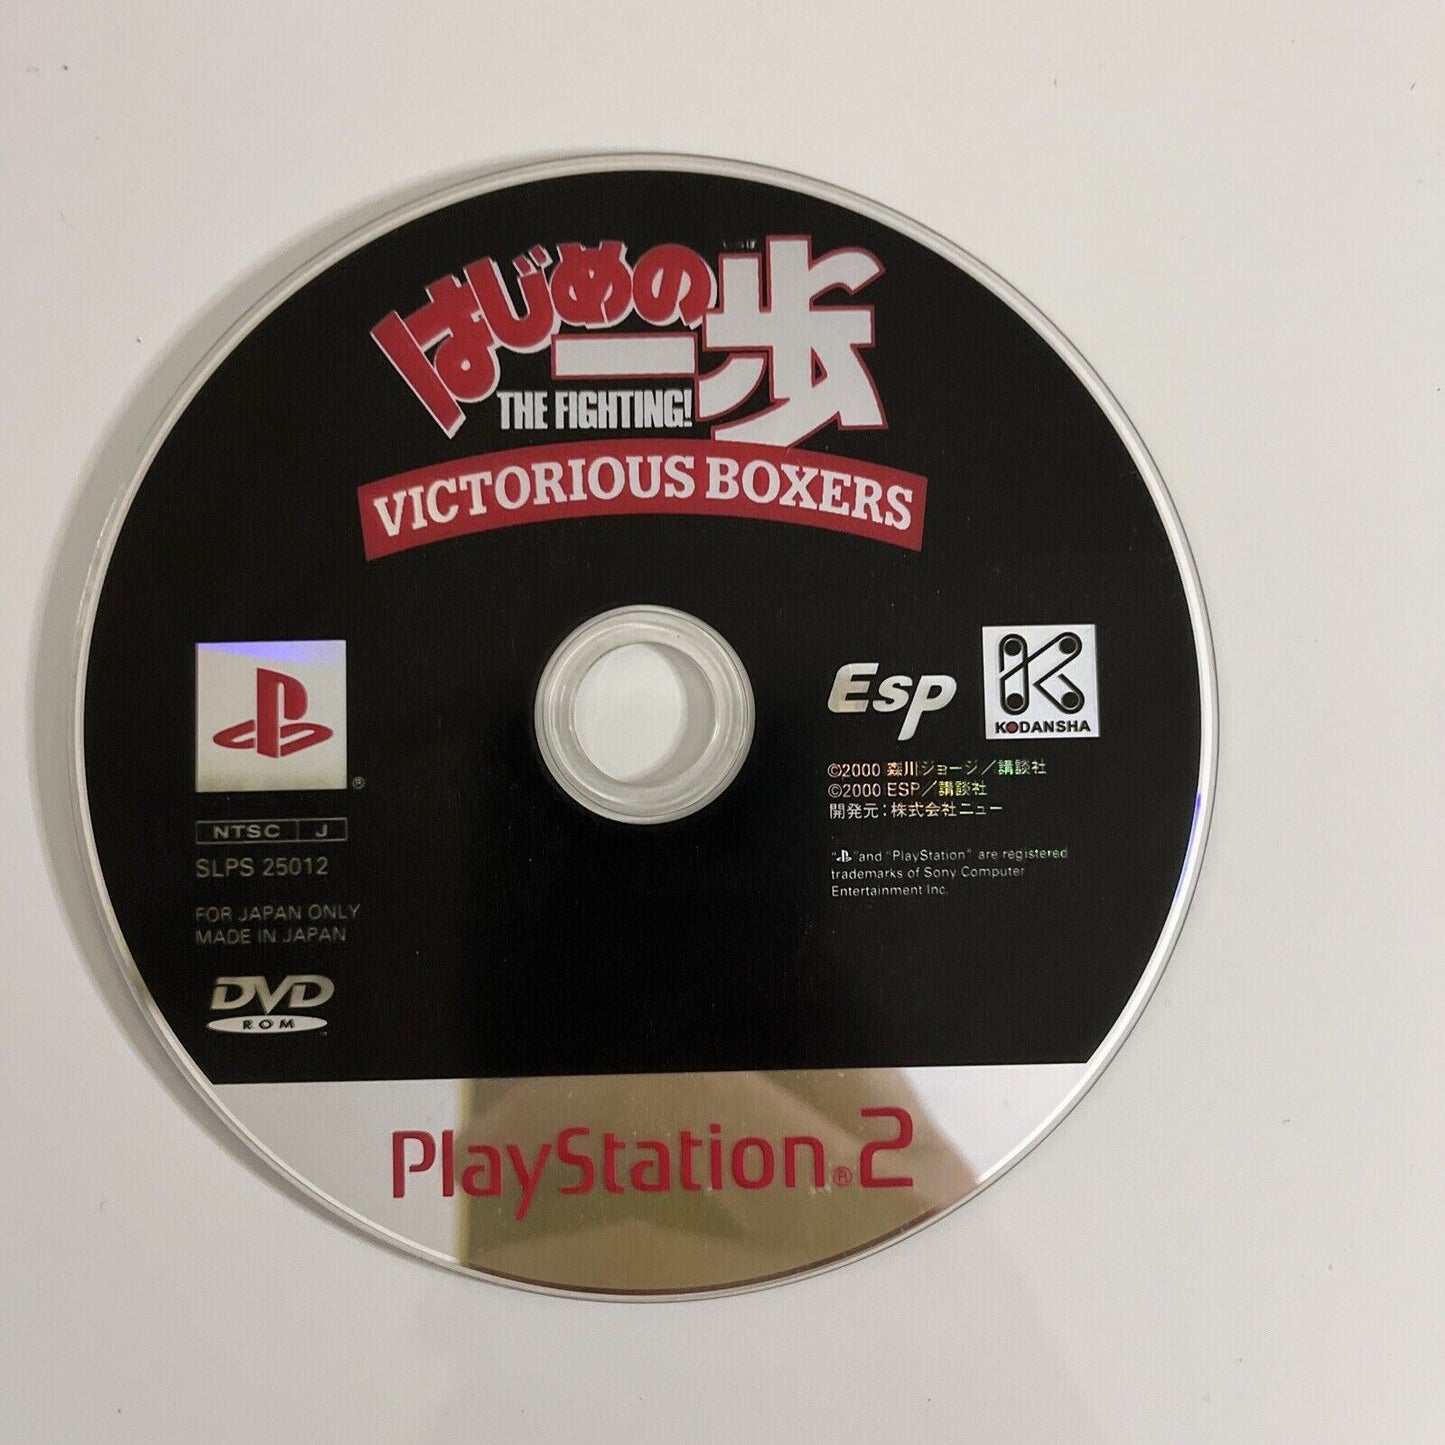 はじめの一歩
THE FIGHTING!
VICTORIOUS BOXERS
®
NTSC J
SLPS 25012
FOR JAPAN ONLY
MADE IN JAPAN
DVD
ROM
Esp
KODANSHA
©2000 森川ジョージ／講談社
©2000 ESP／講談社
開発元：株式会社ニュー
" "and "PlayStation" are registered
trademarks of Sony Computer
Entertainment Inc.
PlayStation®2